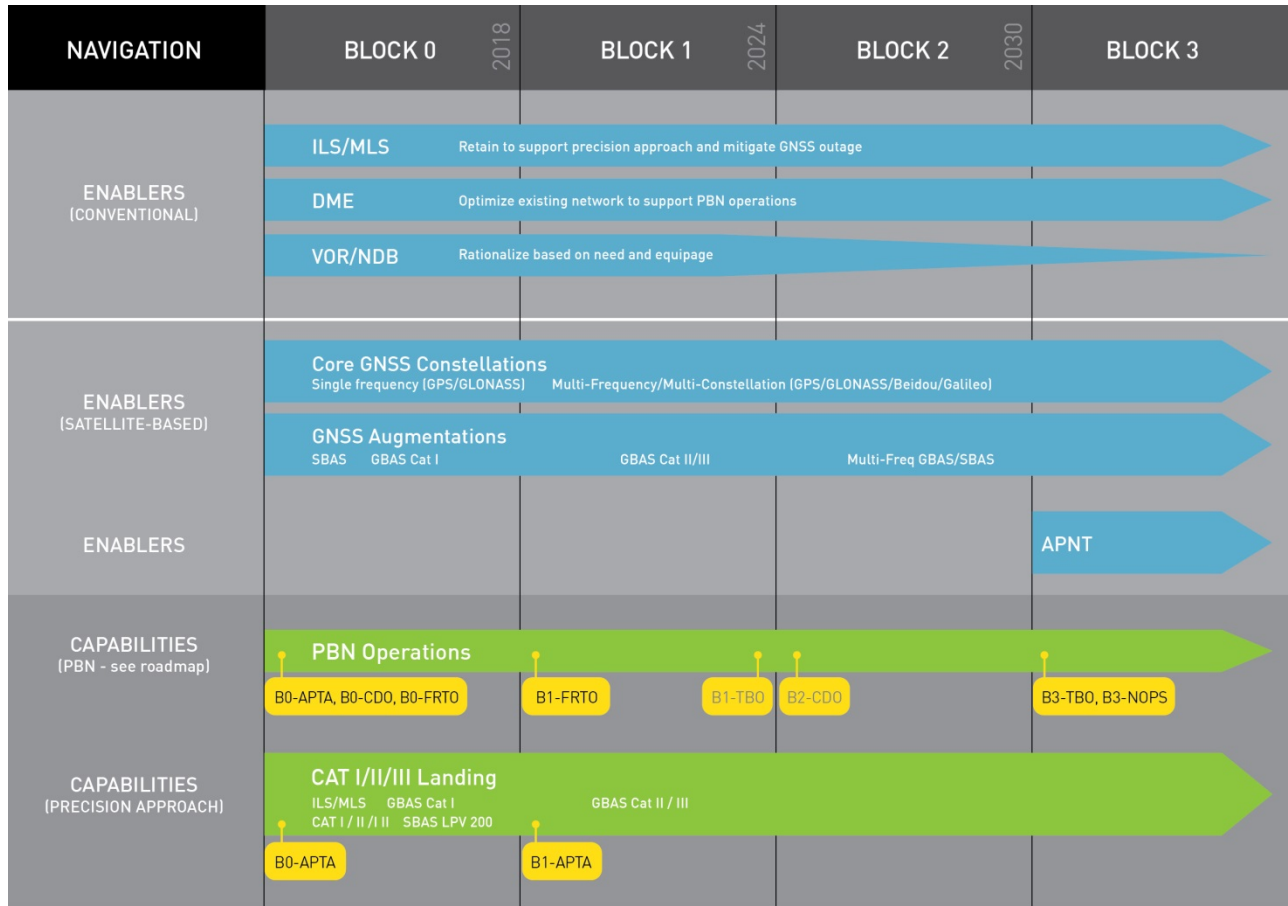 NAVIGATION
BLOCK 0
2018
BLOCK 1
2024
BLOCK 2
2030
BLOCK 3
ENABLERS
(CONVENTIONAL)
ILS/MLS Retain to support precision approach and mitigate GNSS outage
DME Optimize existing network to support PBN operations
VOR/NDB Rationalize based on need and equipage
ENABLERS
(SATELLITE-BASED)
Core GNSS Constellations
Single frequency (GPS/GLONASS) Multi-Frequency/Multi-Constellation (GPS/GLONASS/Beidou/Galileo)
GNSS Augmentations
SBAS GBAS Cat I GBAS Cat II/III Multi-Freq GBAS/SBAS
ENABLERS
APNT
CAPABILITIES
(PBN - see roadmap)
PBN Operations
B0-APTA, B0-CDO, B0-FRTO B1-FRTO B1-TBO B2-CDO B3-TBO, B3-NOPS
CAPABILITIES
(PRECISION APPROACH)
CAT I/II/III Landing
ILS/MLS GBAS Cat I GBAS Cat II / III
CAT I / II /I II SBAS LPV 200
B0-APTA B1-APTA